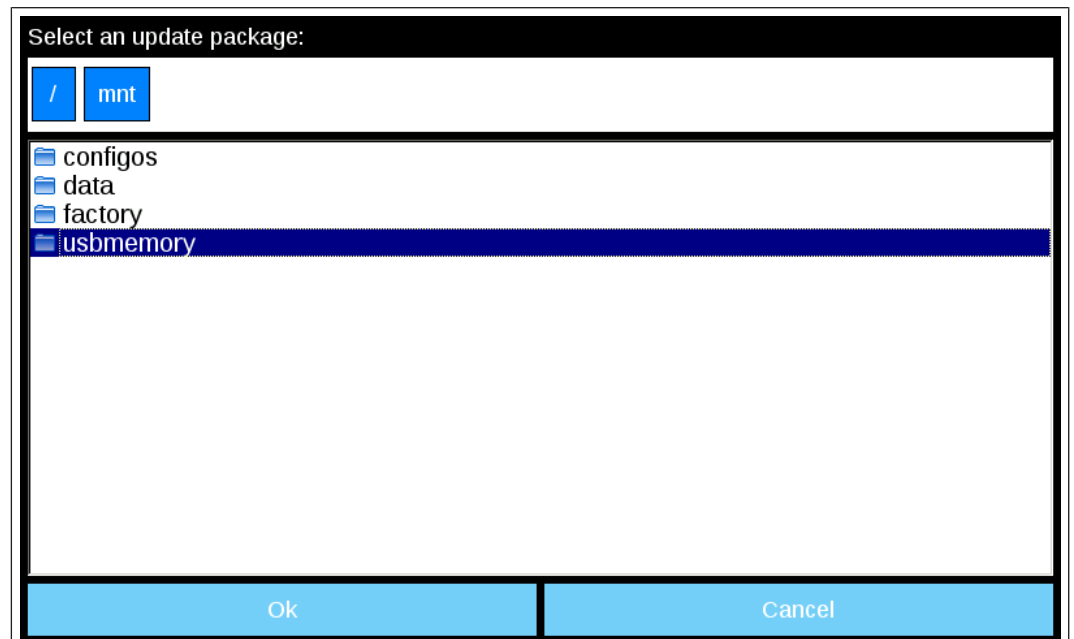 Select an update package:
/ mnt
configos
data
factory
usbmemory
Ok Cancel